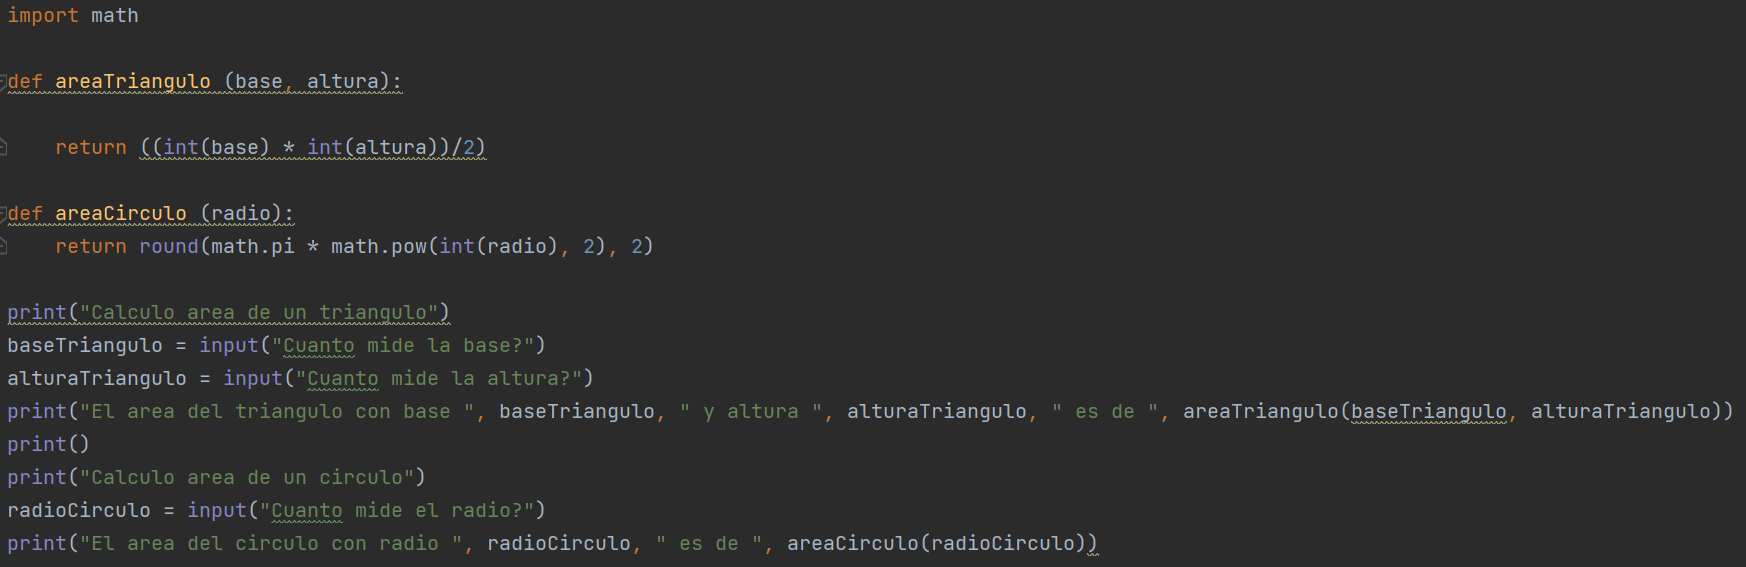 import math
def areaTriangulo (base, altura):
    return ((int(base) * int(altura))/2)
def areaCirculo (radio):
    return round(math.pi * math.pow(int(radio), 2), 2)
print("Calculo area de un triangulo")
baseTriangulo = input("Cuanto mide la base?")
alturaTriangulo = input("Cuanto mide la altura?")
print("El area del triangulo con base ", baseTriangulo, " y altura ", alturaTriangulo, " es de ", areaTriangulo(baseTriangulo, alturaTriangulo))
print()
print("Calculo area de un circulo")
radioCirculo = input("Cuanto mide el radio?")
print("El area del circulo con radio ", radioCirculo, " es de ", areaCirculo(radioCirculo))